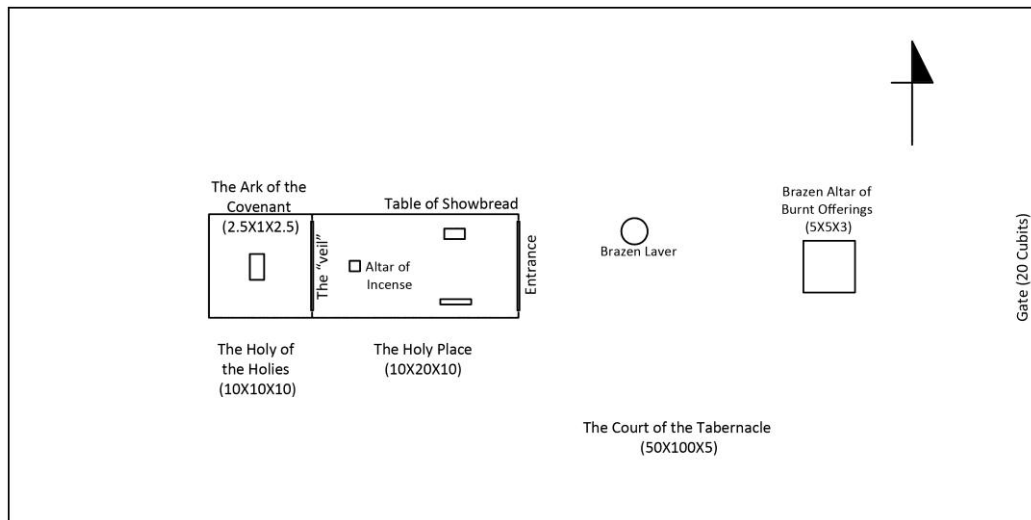 The Ark of the
Covenant
(2.5X1X2.5)
Table of Showbread
The "veil"
Altar of
Incense
Entrance
Brazen Laver
Brazen Altar of
Burnt Offerings
(5X5X3)
Gate (20 Cubits)
The Holy of
the Holies
(10X10X10)
The Holy Place
(10X20X10)
The Court of the Tabernacle
(50X100X5)